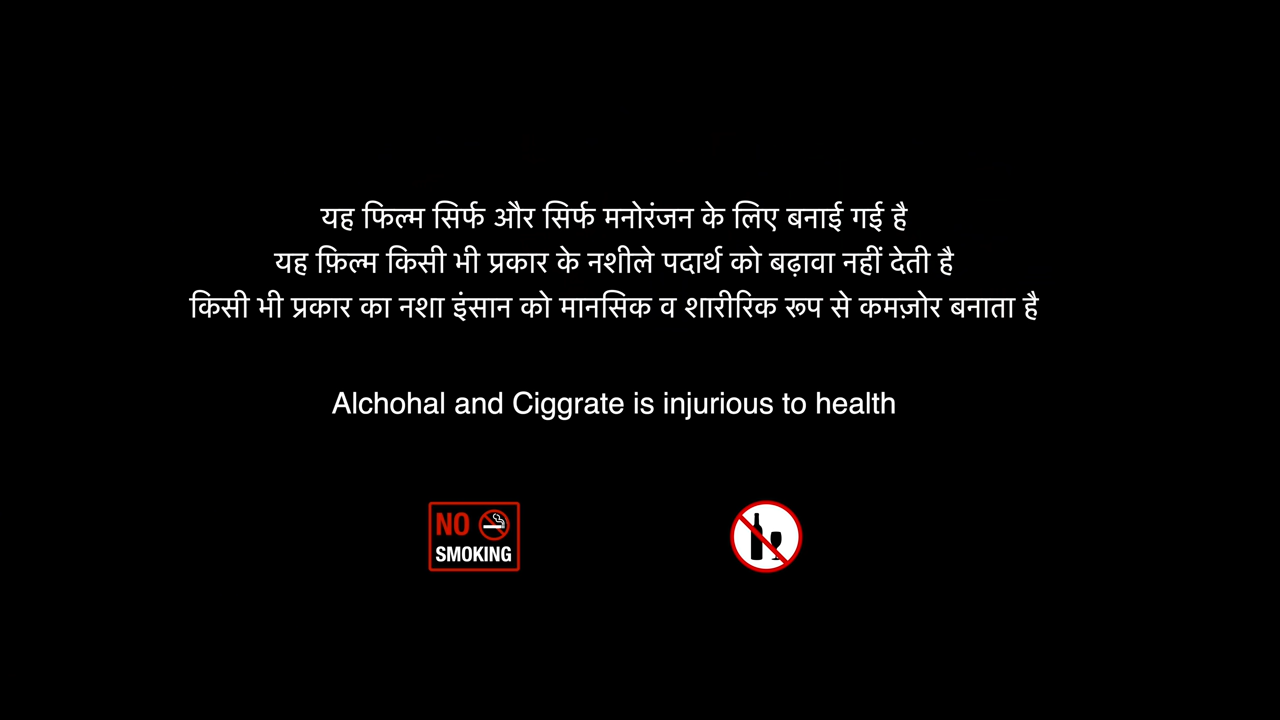 यह फिल्म सिर्फ और सिर्फ मनोरंजन के लिए बनाई गई है
यह फ़िल्म किसी भी प्रकार के नशीले पदार्थ को बढ़ावा नहीं देती है
किसी भी प्रकार का नशा इंसान को मानसिक व शारीरिक रूप से कमज़ोर बनाता है
Alchohal and Ciggrate is injurious to health
NO
SMOKING